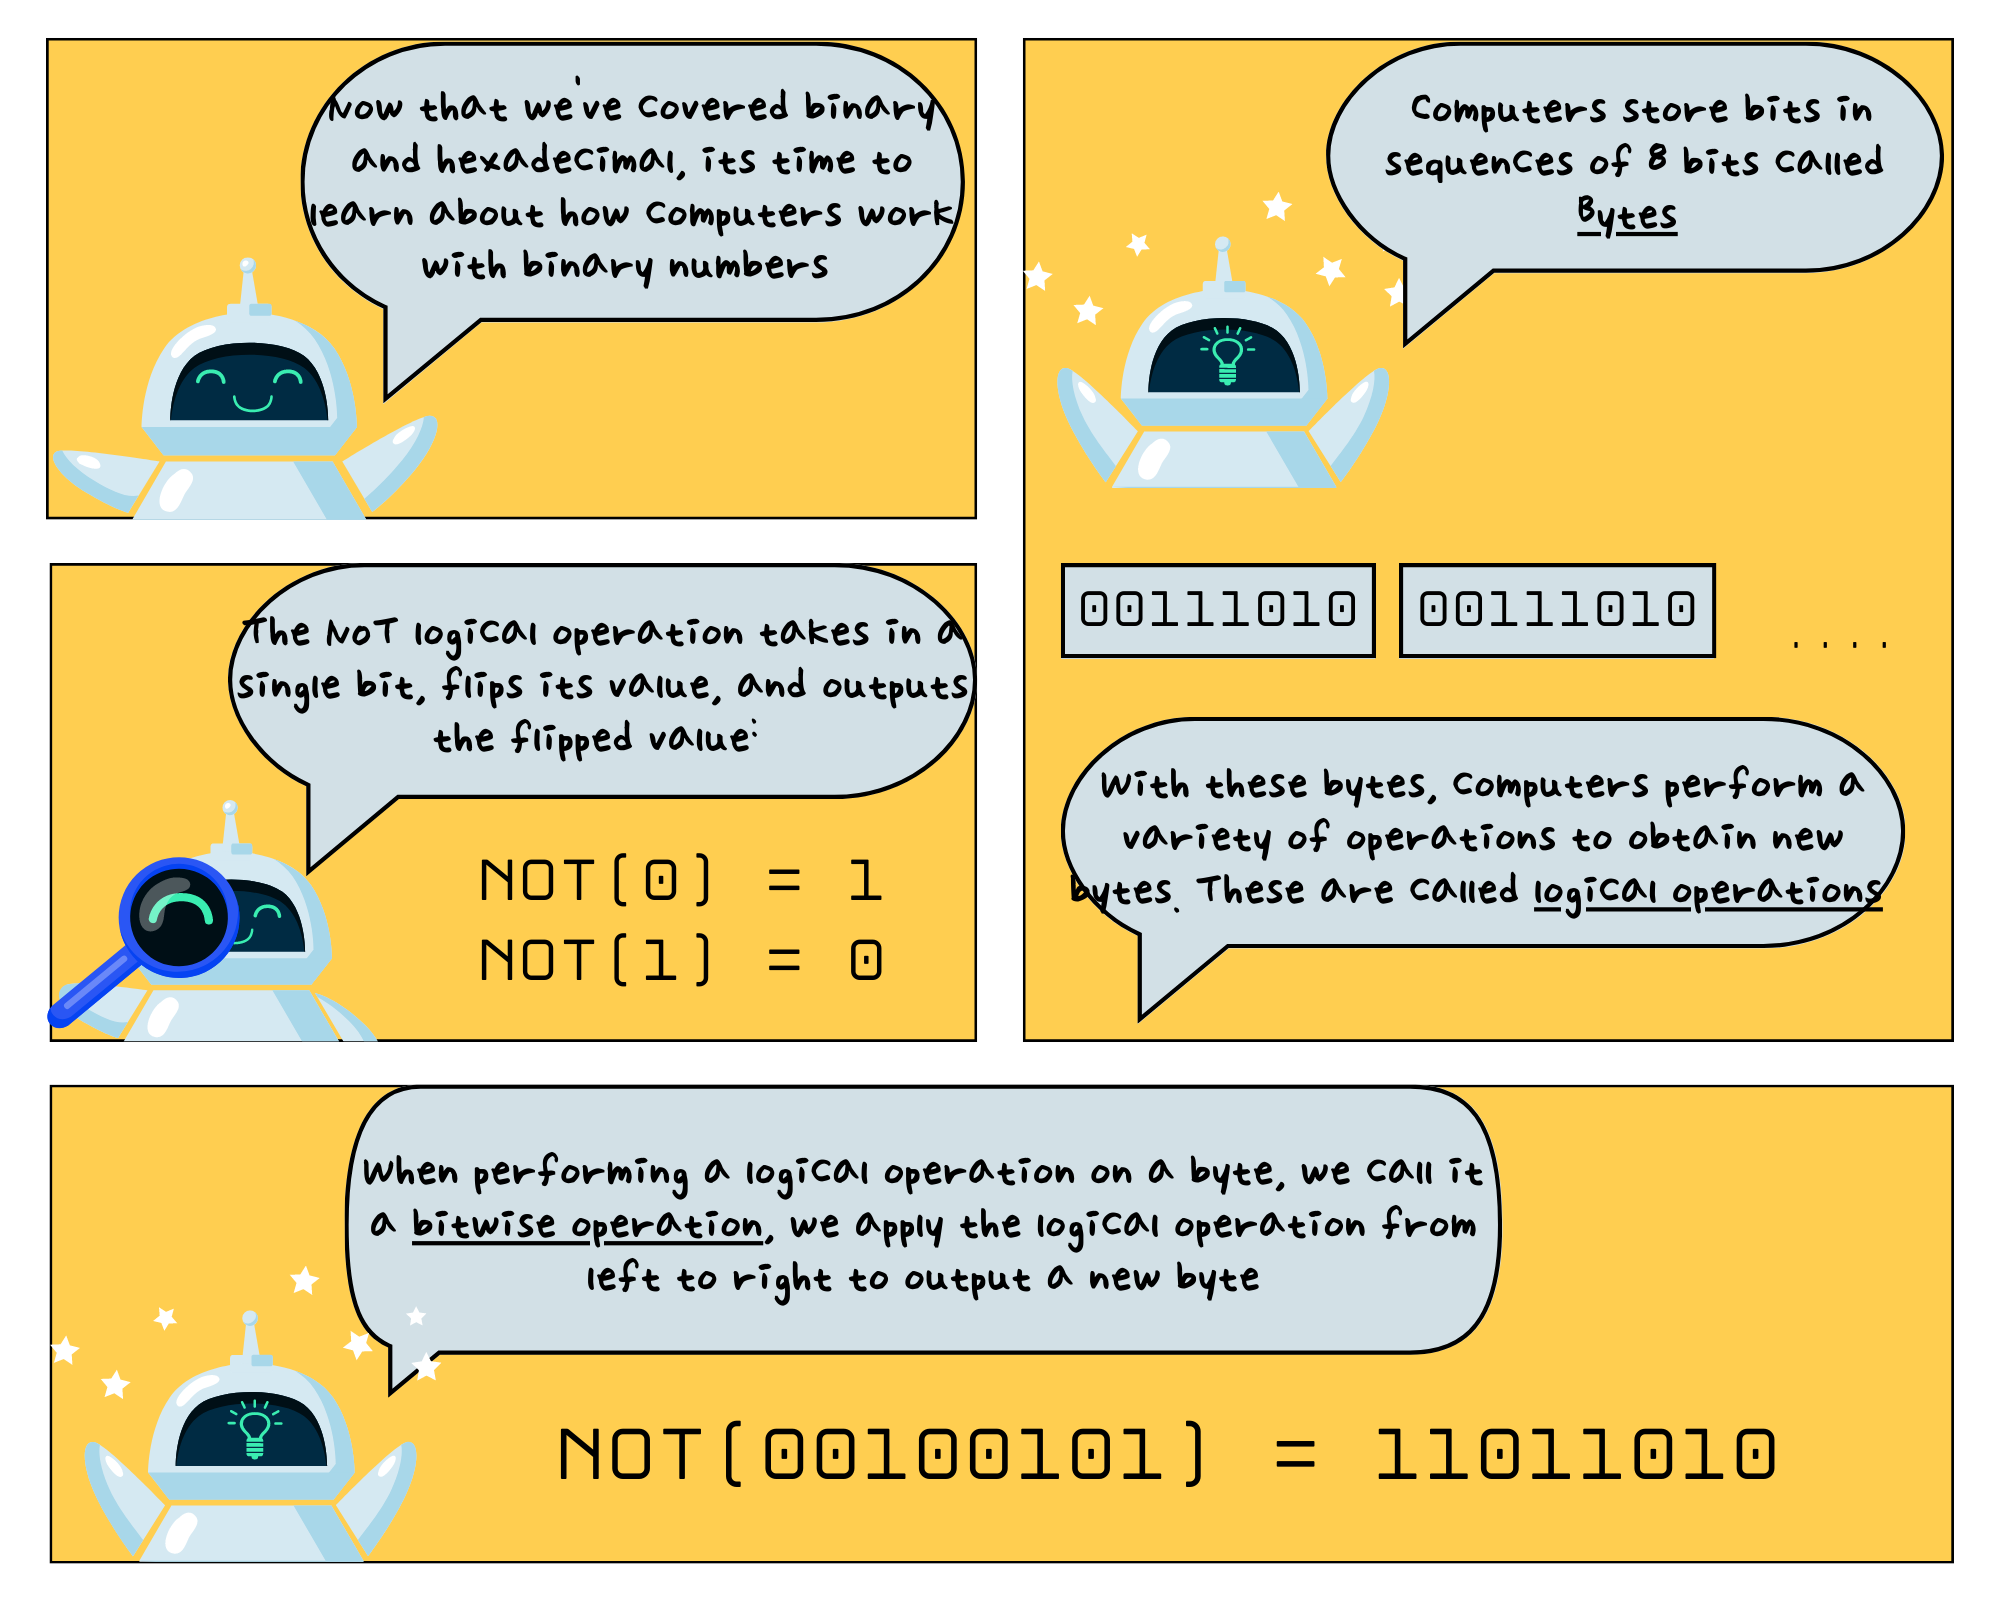 Now that we've covered binary
and hexadecimal, its time to
learn about how computers work
with binary numbers
Computers store bits in
sequences of 8 bits called
Bytes
00111010 00111010 ....
With these bytes, computers perform a
variety of operations to obtain new
bytes. These are called logical operations
The NOT logical operation takes in a
single bit, flips its value, and outputs
the flipped value:
NOT(0) = 1
NOT(1) = 0
When performing a logical operation on a byte, we call it
a bitwise operation, we apply the logical operation from
left to right to output a new byte
NOT(00100101) = 11011010